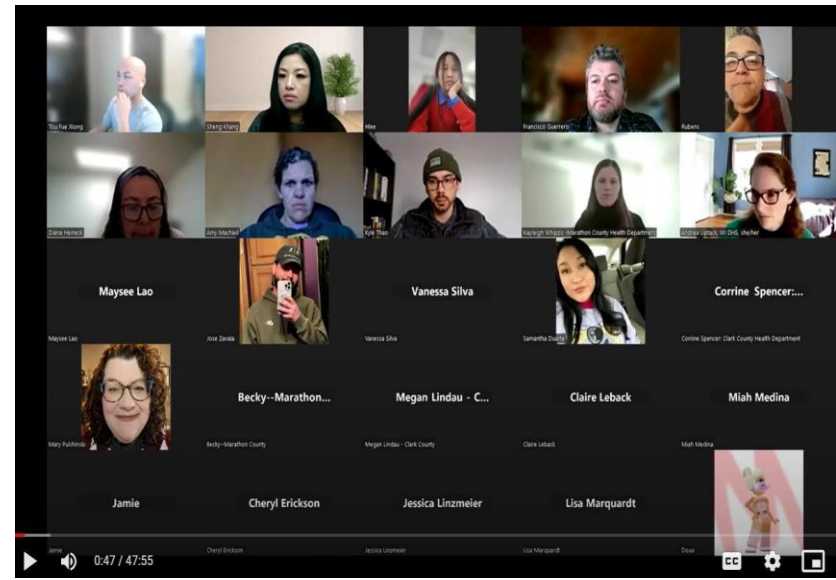 Tou Fue Xiong
Sheng Khang
Hlee
Francisco Guerrero
Rubens
Diana Heineck
Amy MacNeil
Kyle Thao
Kayleigh Whipps -Marathon County Health Department
WI DHS, she/her
Maysee Lao
Vanessa Silva
Corrine Spencer:...
Maysee Lao
Jose Zavala
Vanessa Silva
Samantha Duarte
Corrine Spencer: Clark County Health Department
Becky--Marathon...
Megan Lindau - C...
Claire Leback
Miah Medina
Mary Pulchinski
Becky--Marathon County
Megan Lindau - Clark County
Claire Leback
Miah Medina
Jamie
Cheryl Erickson
Jessica Linzmeier
Lisa Marquardt
M
Jamie
Cheryl Erickson
Jessica Linzmeier
Lisa Marquardt
Doua
0:47 / 47:55
CC